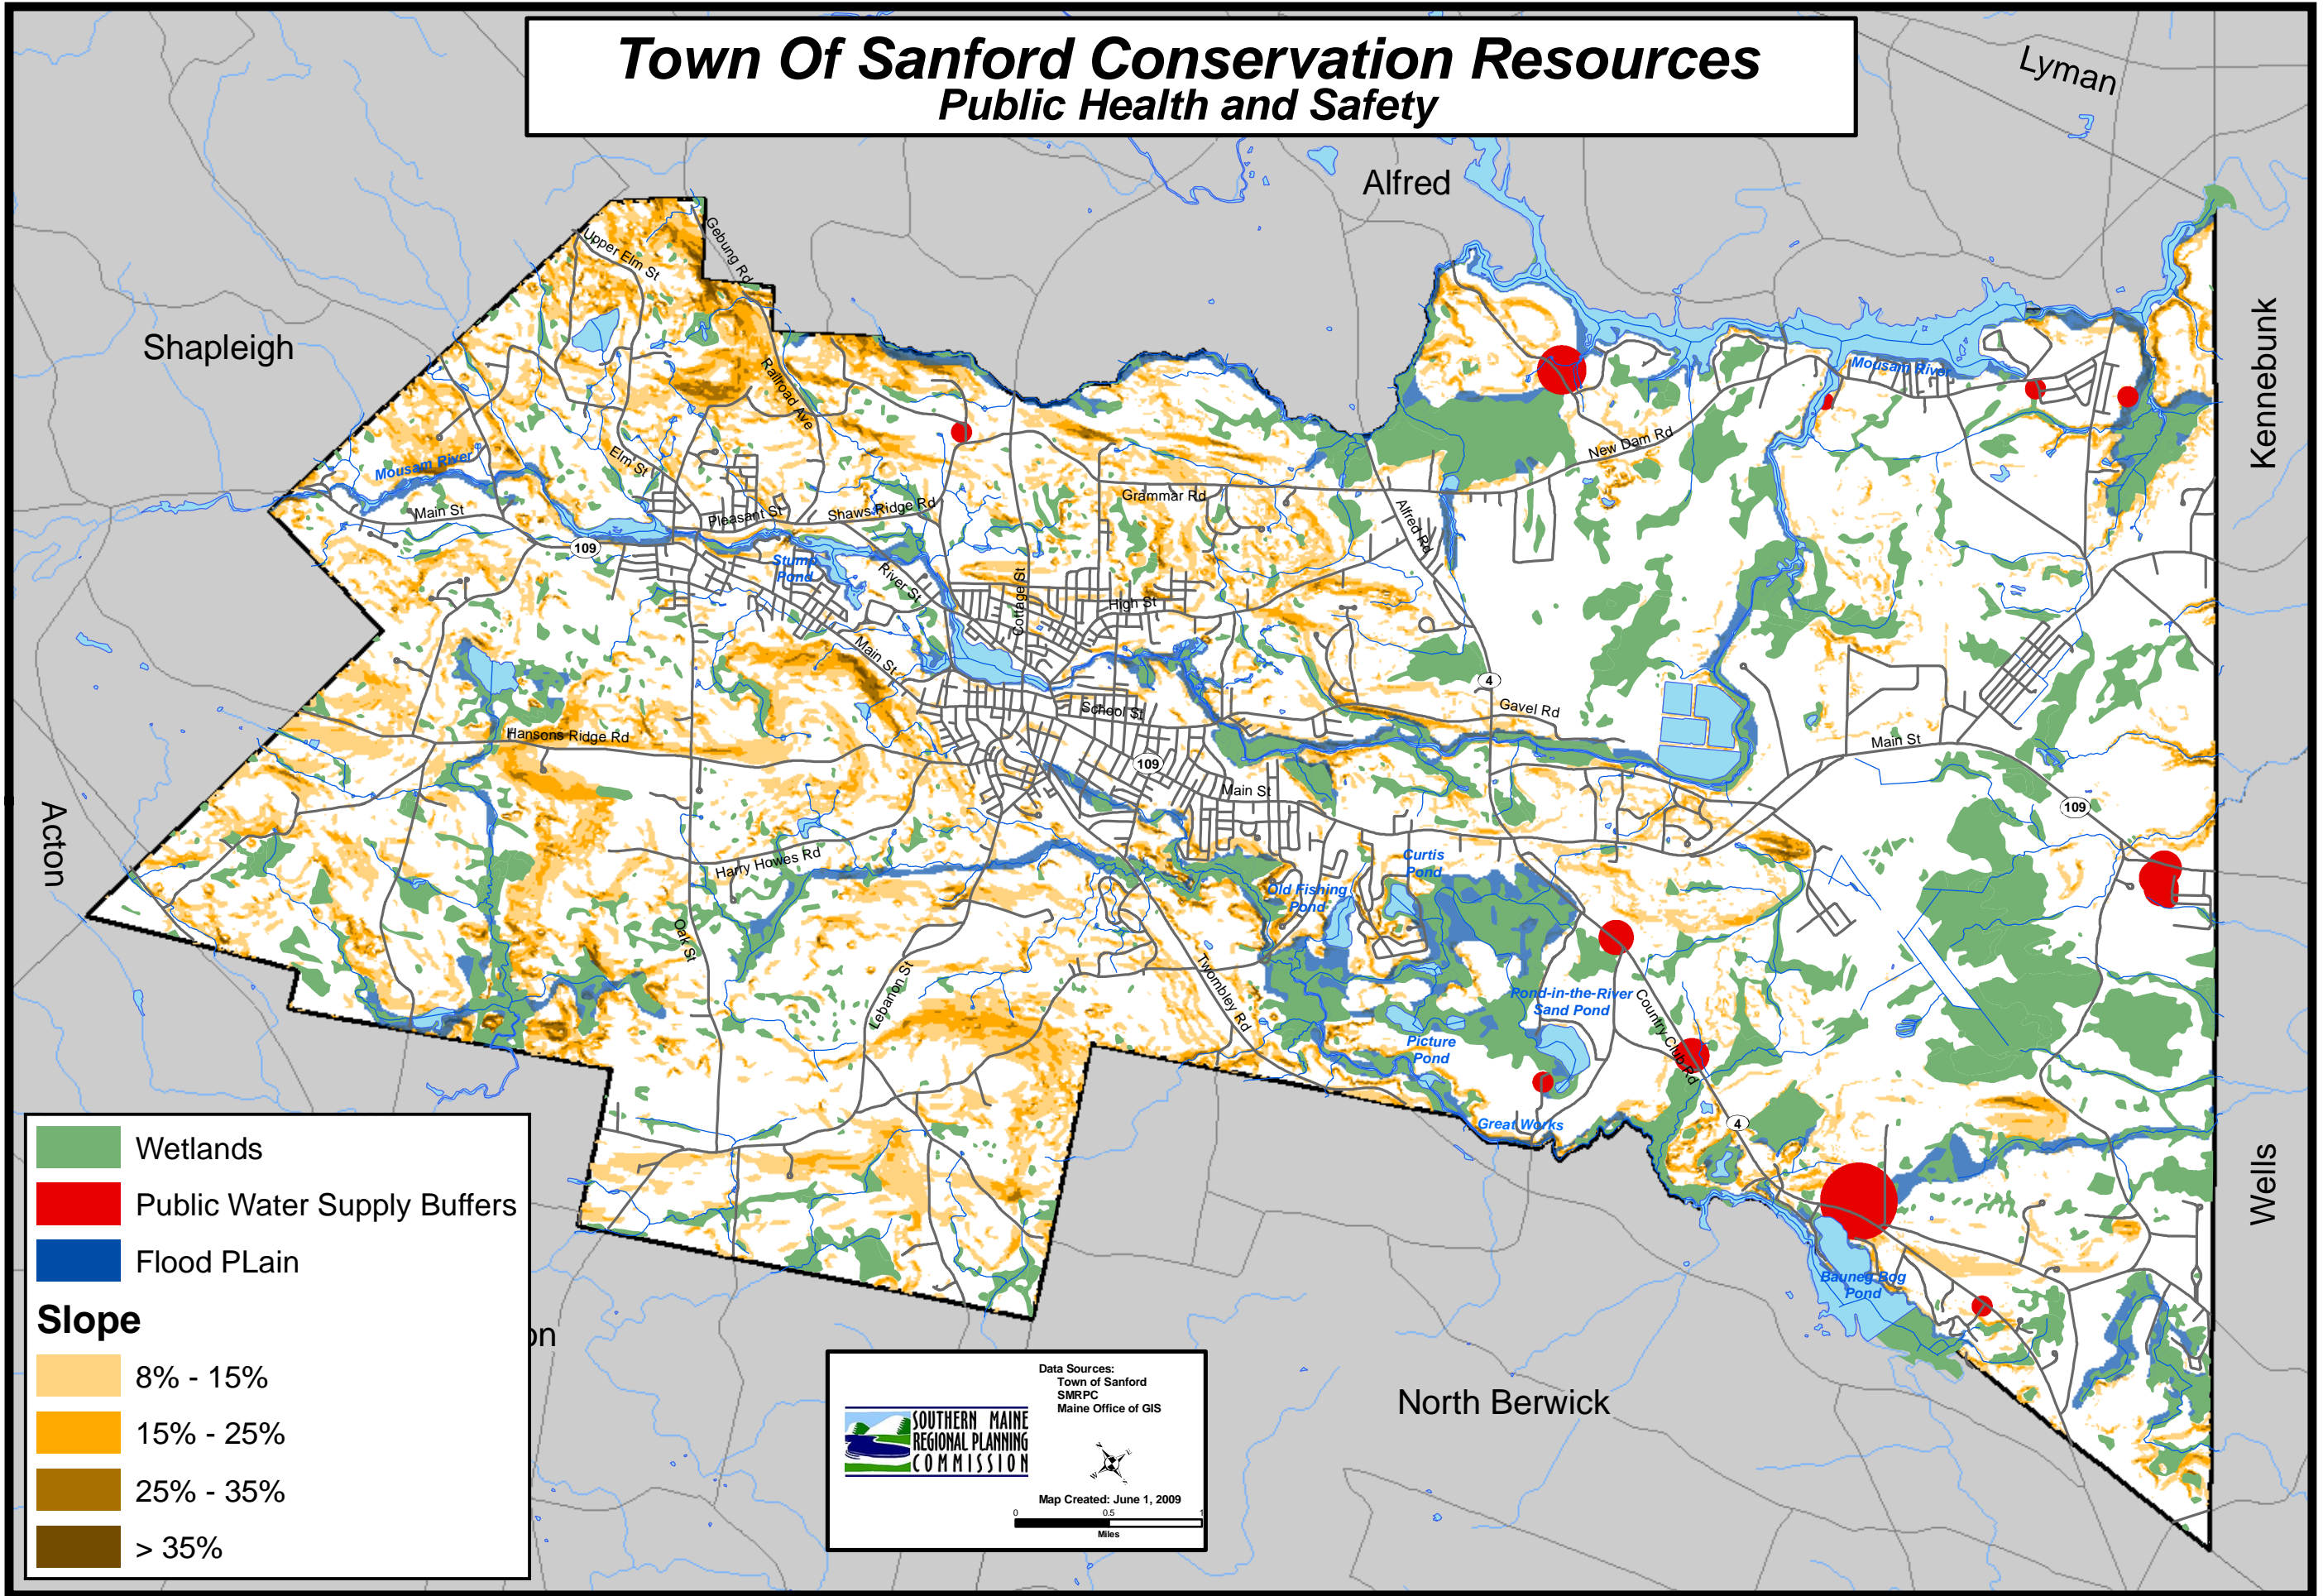 Town Of Sanford Conservation Resources
Public Health and Safety
Lyman
Alfred
Shapleigh
Kennebunk
Acton
Wells
North Berwick
on
Upper Elm St
Gebung Rd
Railroad Ave
Elm St
Mousam River
Main St
109
Pleasant St
Shaws Ridge Rd
Grammar Rd
Alfred Rd
New Dam Rd
Mousam River
Stump
Pond
River St
Cottage St
High St
Main St
School St
4
Gavel Rd
Main St
109
Hansons Ridge Rd
109
Main St
Harry Howes Rd
Oak St
Lebanon St
Twombley Rd
Old Fishing
Pond
Curtis
Pond
Pond-in-the-River
Sand Pond
Picture
Pond
Country Club Rd
Great Works
4
Bauneg Bog
Pond
Wetlands
Public Water Supply Buffers
Flood PLain
Slope
8% - 15%
15% - 25%
25% - 35%
> 35%
SOUTHERN MAINE
REGIONAL PLANNING
COMMISSION
Data Sources:
Town of Sanford
SMRPC
Maine Office of GIS
N
E
W
S
Map Created: June 1, 2009
0 0.5 1
Miles